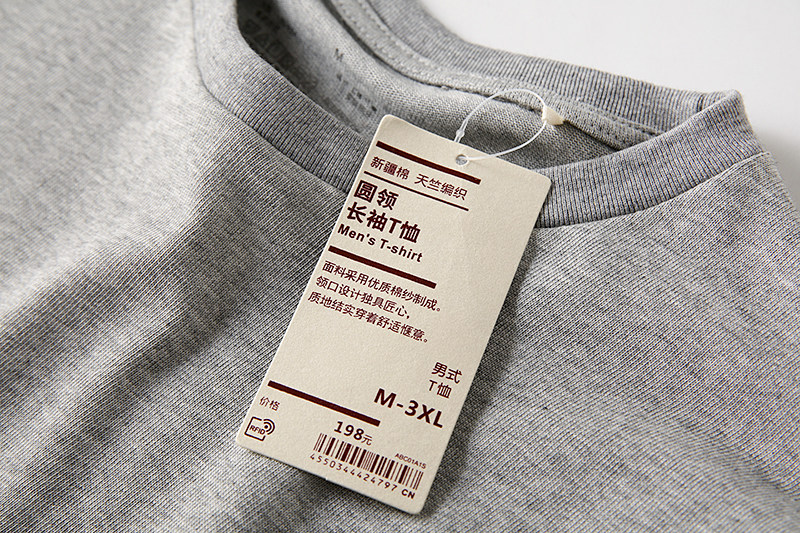 M
新疆棉 天竺编织
圆领
长袖T恤
Men's T-shirt
面料采用优质棉纱制成。
领口设计独具匠心，
质地结实穿着舒适惬意。
男式
T恤
M-3XL
价格
RFID
198元
ABC01A1S
4550344424797 CN